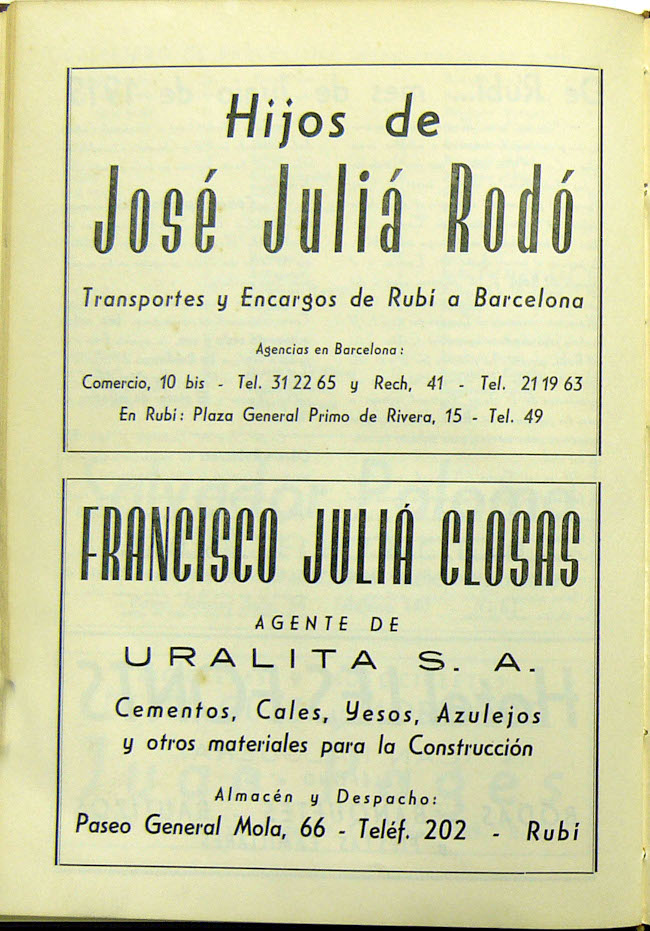 Hijos de
José Juliá Rodó
Transportes y Encargos de Rubí a Barcelona
Agencias en Barcelona:
Comercio, 10 bis - Tel. 31 22 65 y Rech, 41 - Tel. 21 19 63
En Rubí: Plaza General Primo de Rivera, 15 - Tel. 49
FRANCISCO JULIÁ CLOSAS
AGENTE DE
URALITA S. A.
Cementos, Cales, Yesos, Azulejos
y otros materiales para la Construcción
Almacén y Despacho:
Paseo General Mola, 66 - Teléf. 202 - Rubí